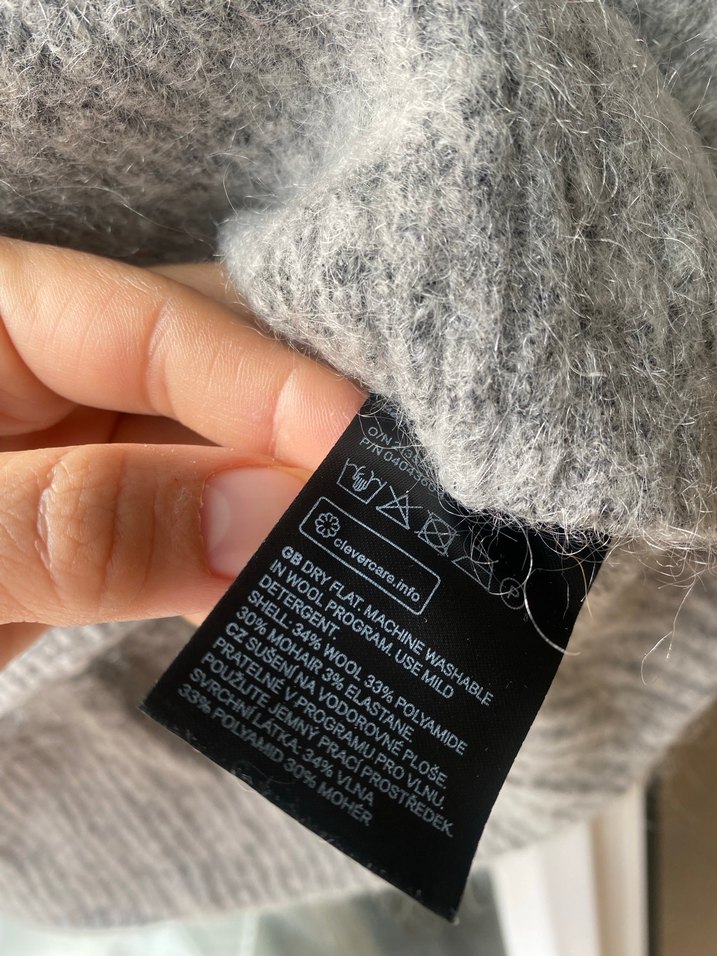 O/N
P/N
clevercare.info
GB DRY FLAT. MACHINE WASHABLE
IN WOOL PROGRAM. USE MILD
DETERGENT.
SHELL: 34% WOOL 33% POLYAMIDE
30% MOHAIR 3% ELASTANE
CZ SUŠENÍ NA VODOROVNÉ PLOŠE.
PRATELNÉ V PROGRAMU PRO VLNU.
POUŽIJTE JEMNÝ PRACÍ PROSTŘEDEK.
SVRCHNÍ LÁTKA: 34% VLNA
33% POLYAMID 30% MOHÉR